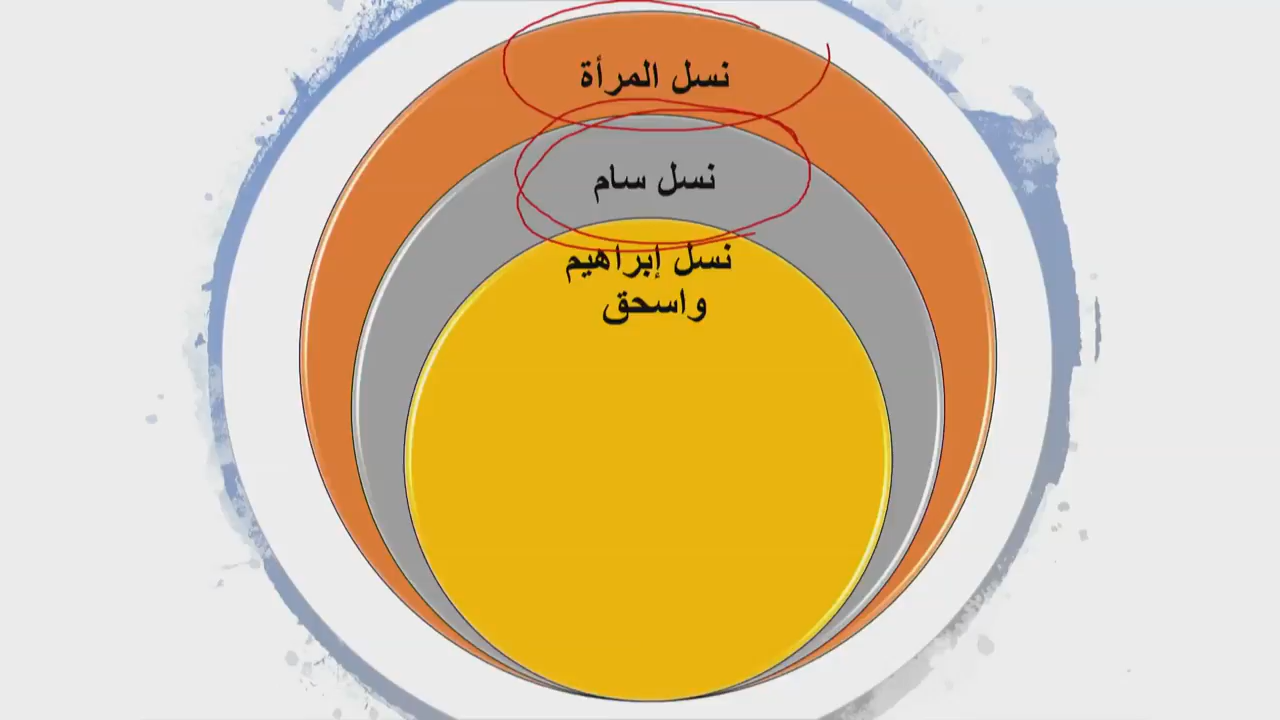 نسل المرأة
نسل سام
نسل إبراهيم
واسحق